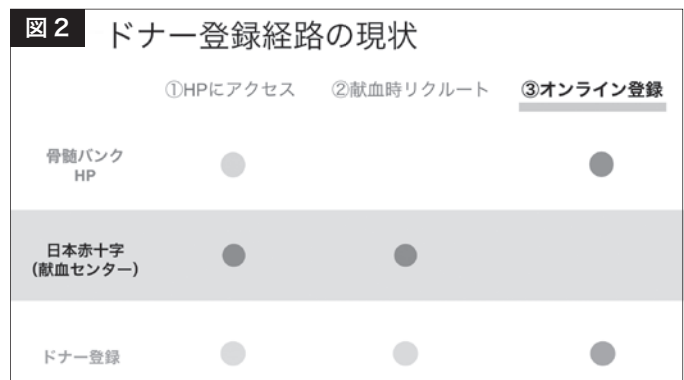 図2
ドナー登録経路の現状
①HPにアクセス ②献血時リクルート ③オンライン登録
骨髄バンク
HP
日本赤十字
(献血センター)
ドナー登録